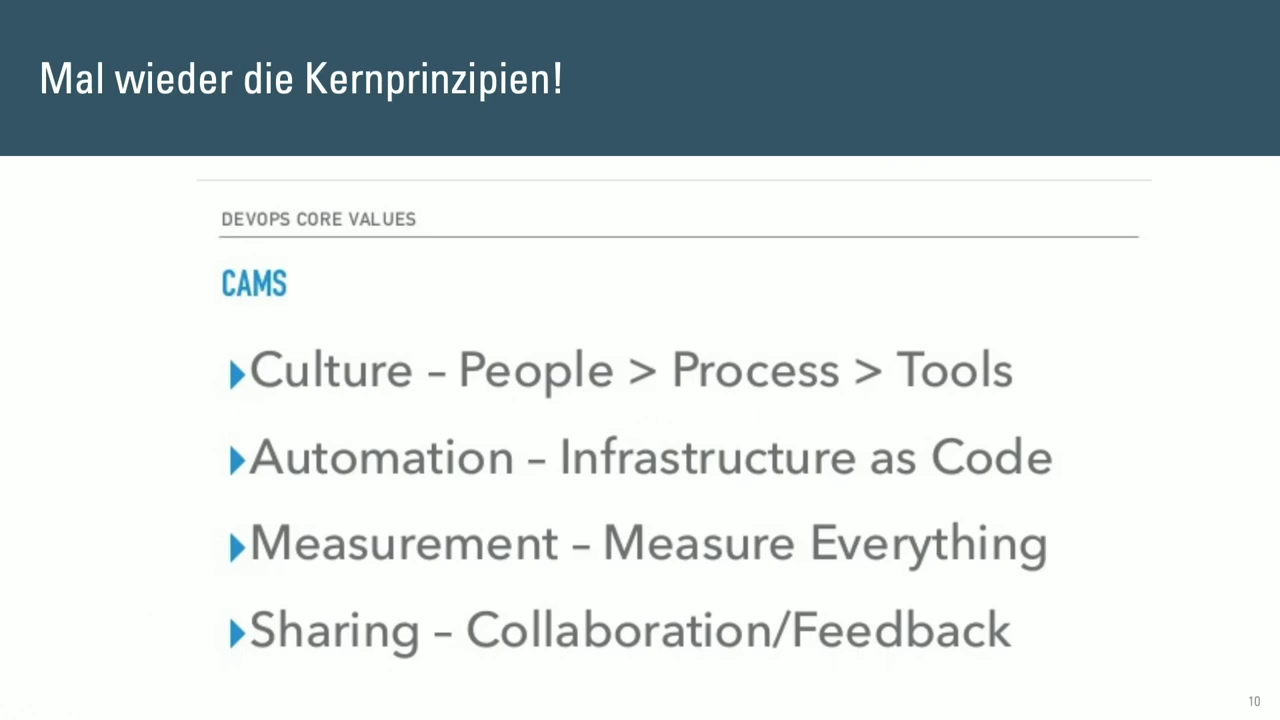 Mal wieder die Kernprinzipien!
DEVOPS CORE VALUES
CAMS
Culture – People > Process > Tools
Automation – Infrastructure as Code
Measurement – Measure Everything
Sharing – Collaboration/Feedback
10